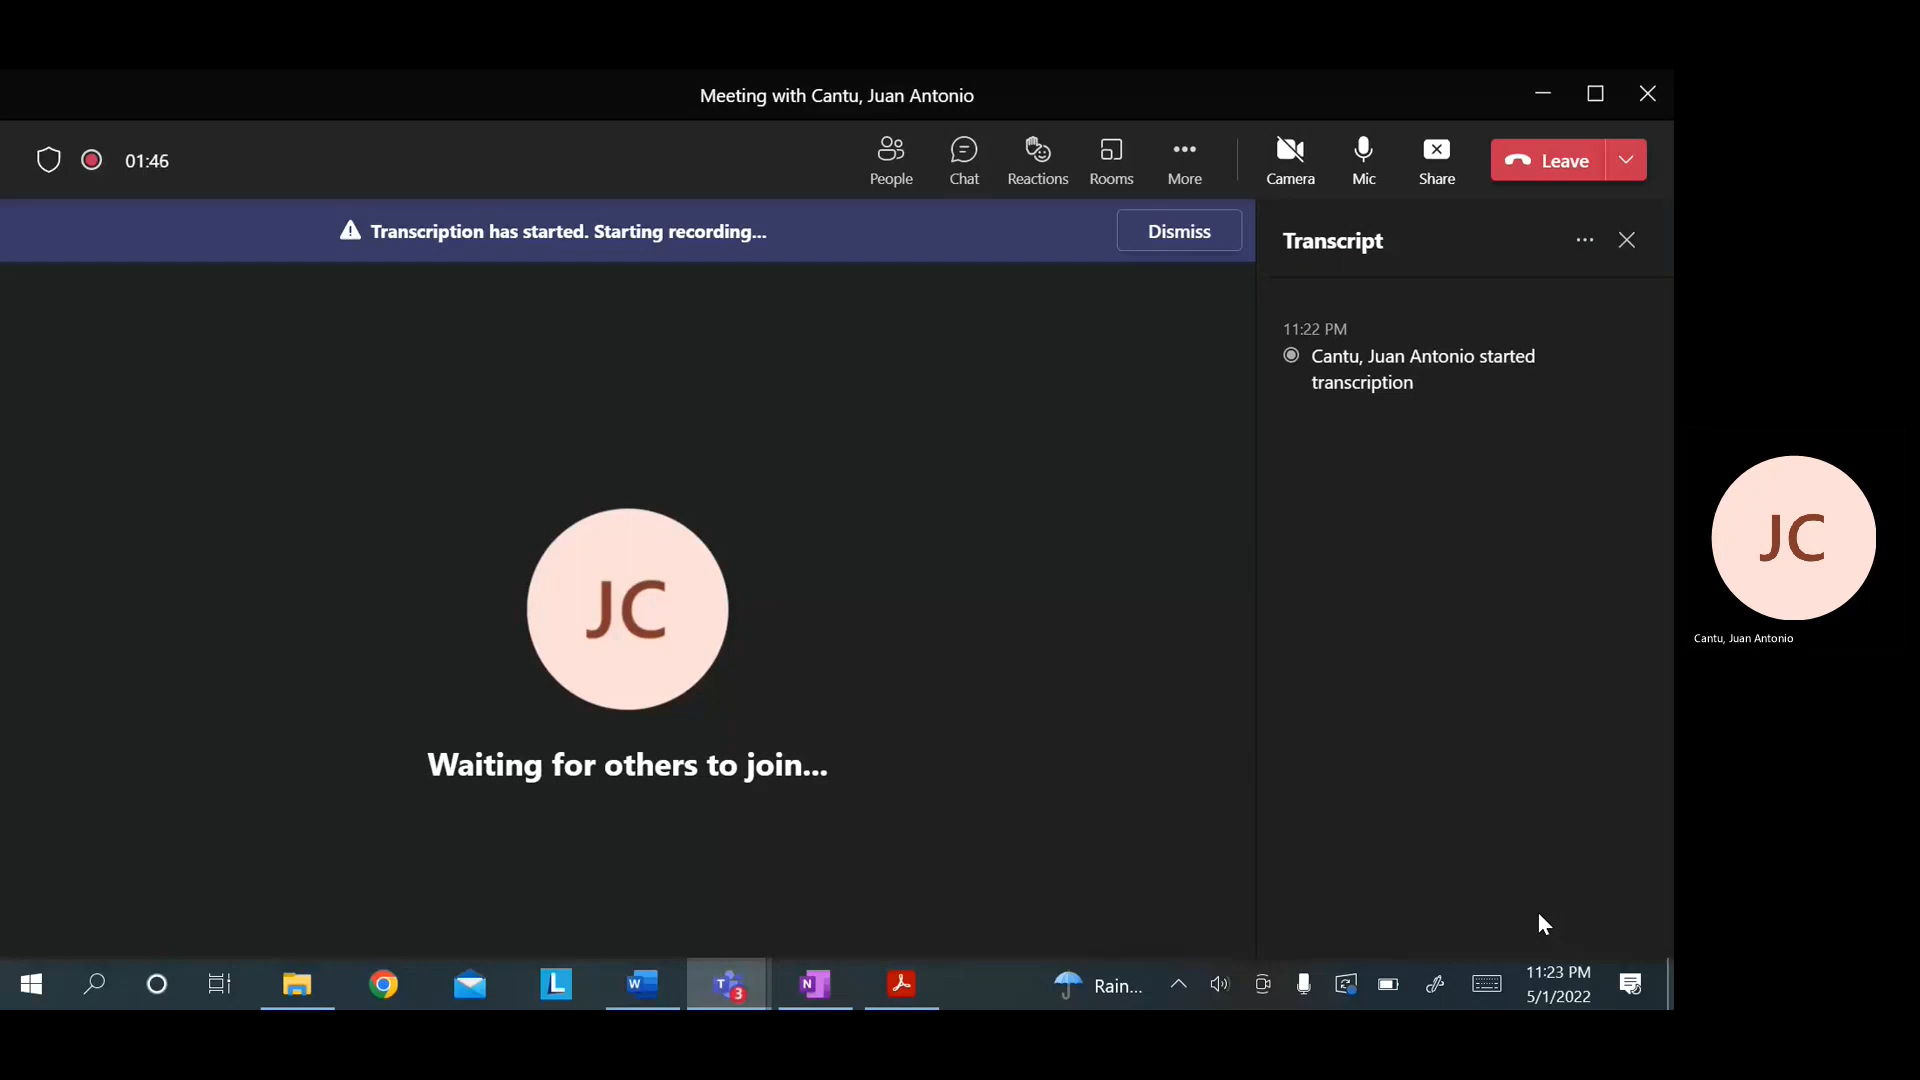 Meeting with Cantu, Juan Antonio
01:46
People
Chat
Reactions
Rooms
More
Camera
Mic
Share
Leave
Transcription has started. Starting recording...
Dismiss
Transcript
11:22 PM
Cantu, Juan Antonio started
transcription
JC
Waiting for others to join...
JC
Cantu, Juan Antonio
L
W
T
3
N
Rain...
11:23 PM
5/1/2022